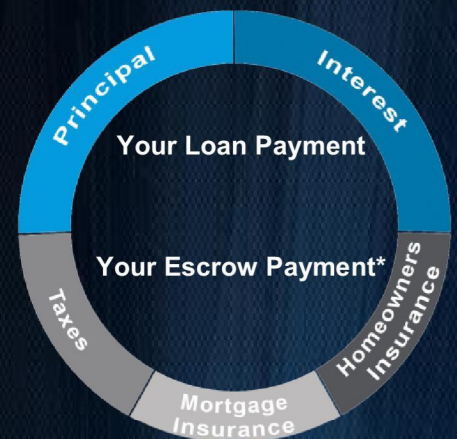 Principal
Interest
Your Loan Payment
Your Escrow Payment*
Taxes
Mortgage
Insurance
Homeowners
Insurance